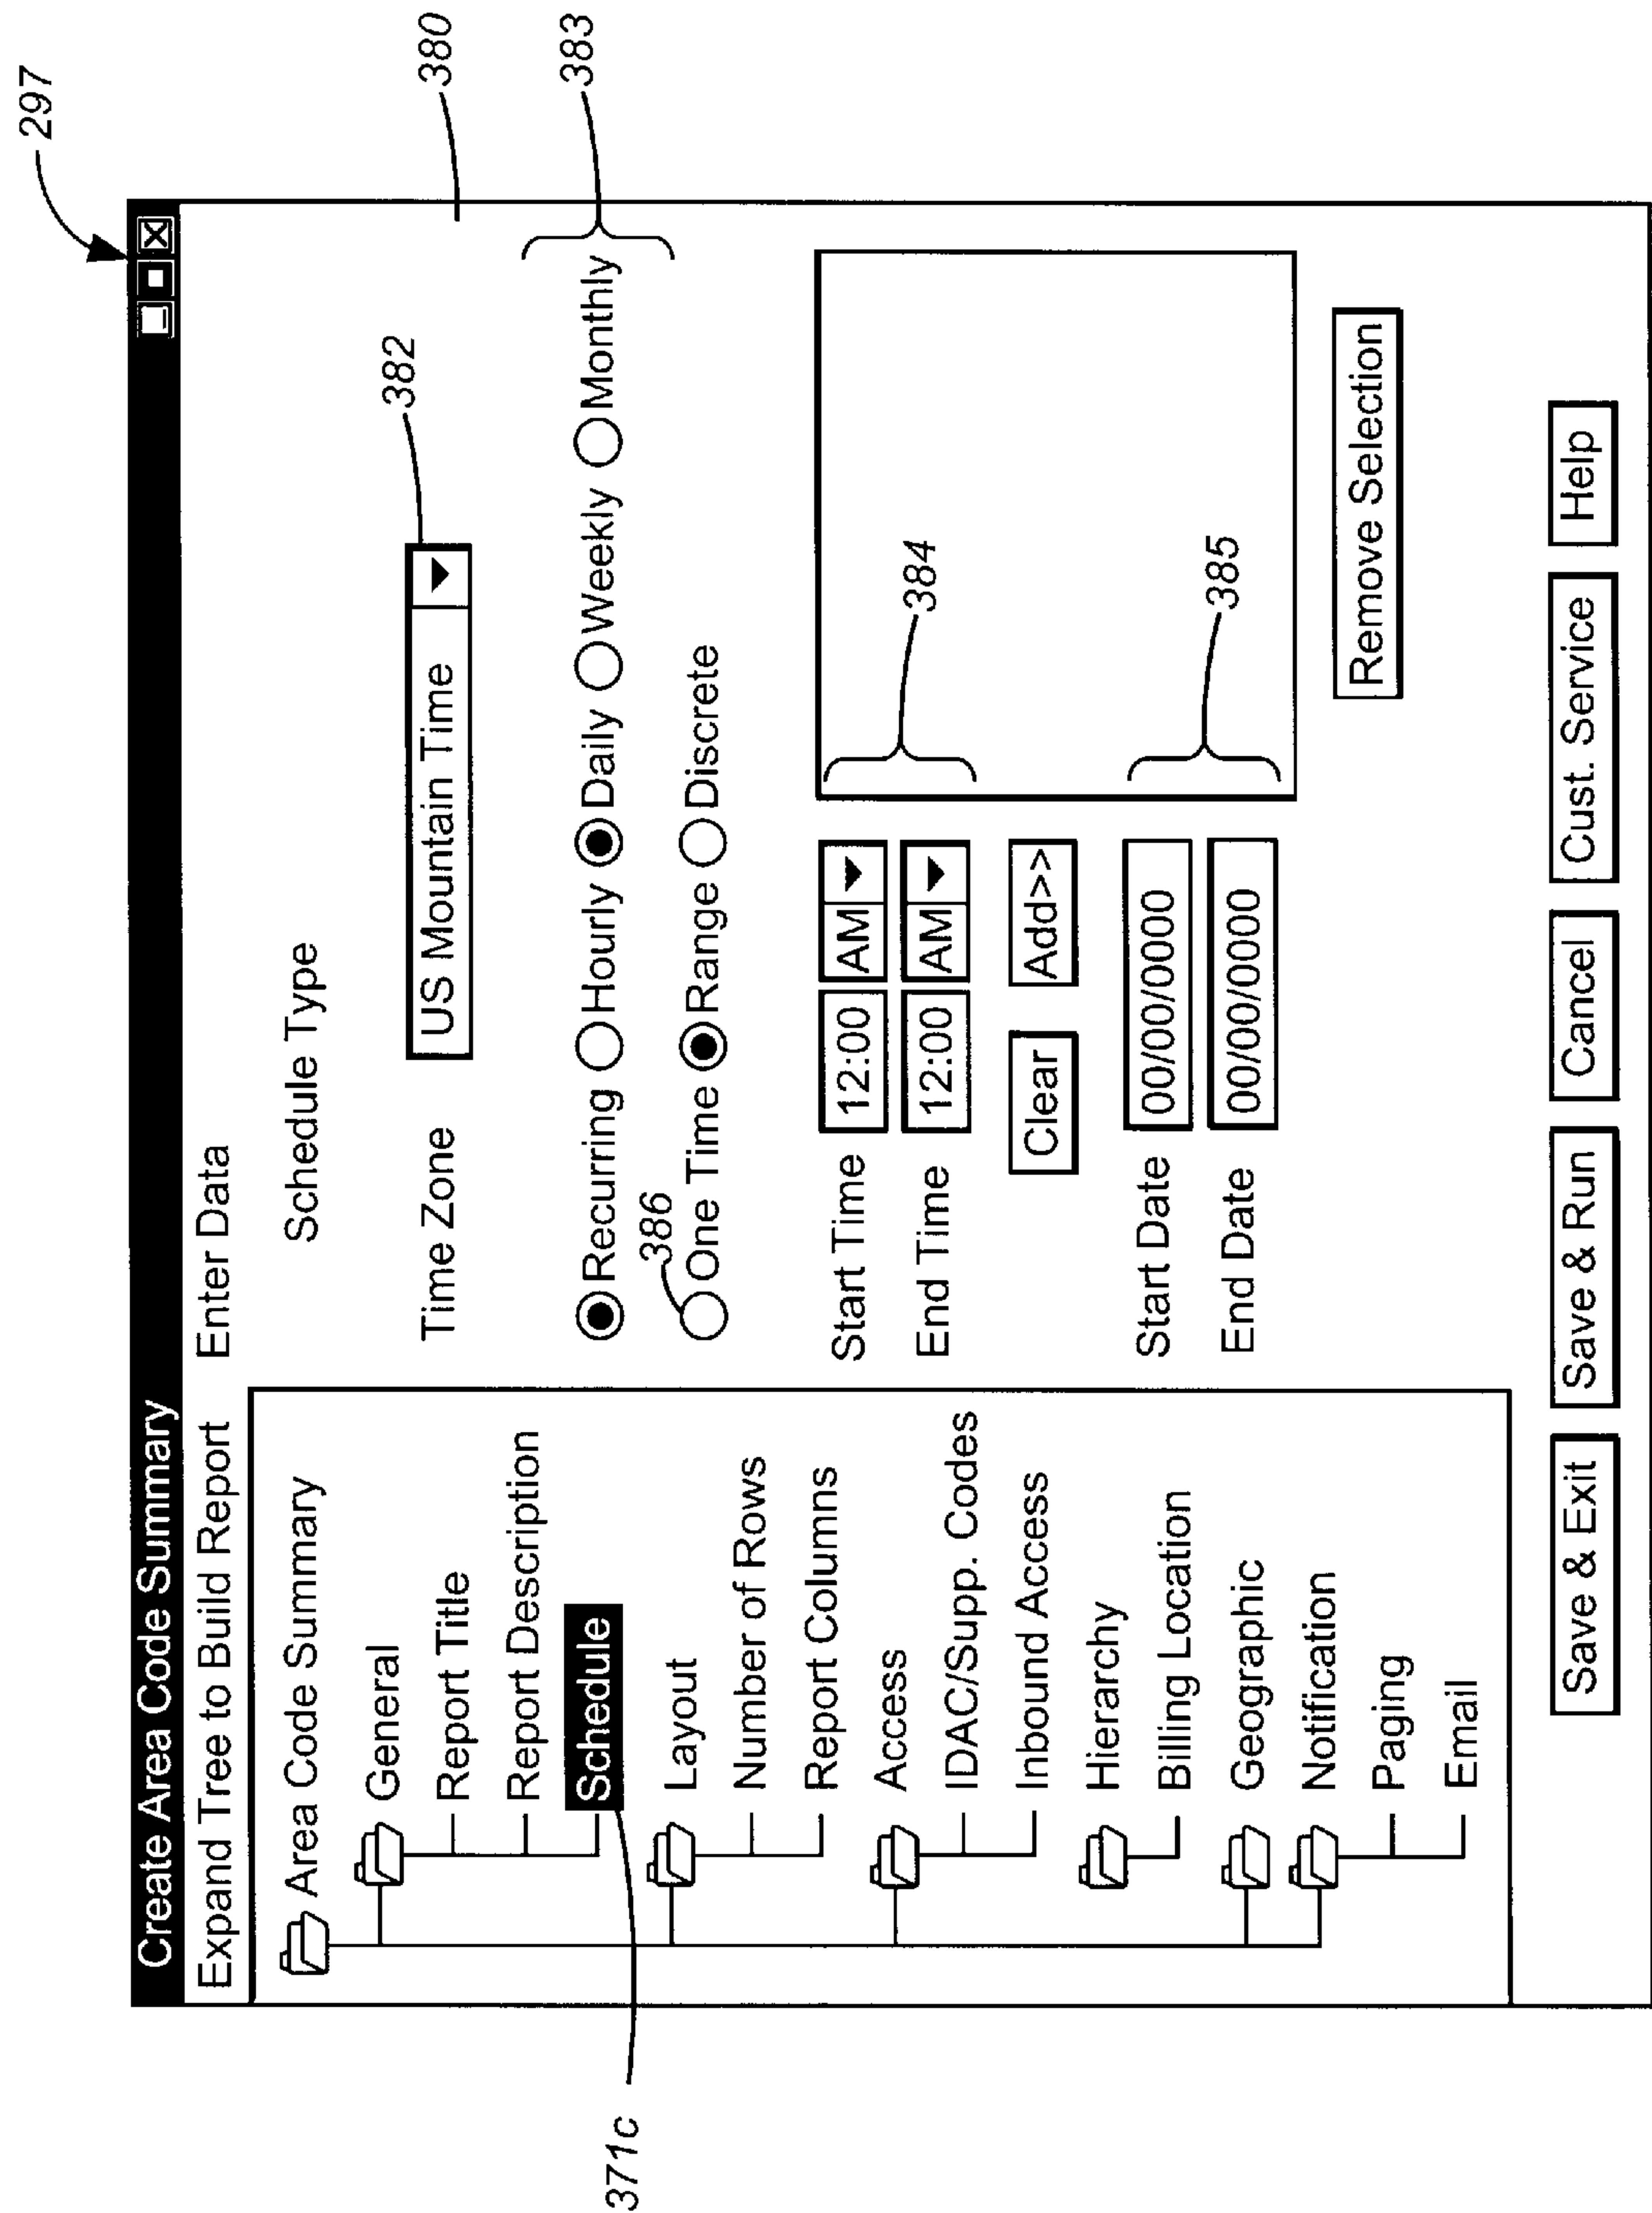 297
Create Area Code Summary
Expand Tree to Build Report
Enter Data
Area Code Summary
General
Report Title
Report Description
Schedule
Layout
Number of Rows
Report Columns
Access
IDAC/Supp. Codes
Inbound Access
Hierarchy
Billing Location
Geographic
Notification
Paging
Email
371c
Schedule Type
380
Time Zone US Mountain Time
382
Recurring Hourly Daily Weekly Monthly
383
386
One Time Range Discrete
Start Time 12:00 AM
End Time 12:00 AM
384
Clear Add>>
Start Date 00/00/0000
End Date 00/00/0000
385
Remove Selection
Save & Exit Save & Run Cancel Cust. Service Help